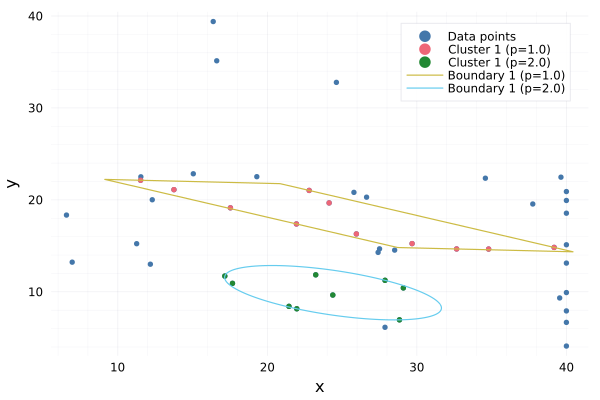 40
30
20
10
y
10
20
30
40
x
Data points
Cluster 1 (p=1.0)
Cluster 1 (p=2.0)
Boundary 1 (p=1.0)
Boundary 1 (p=2.0)